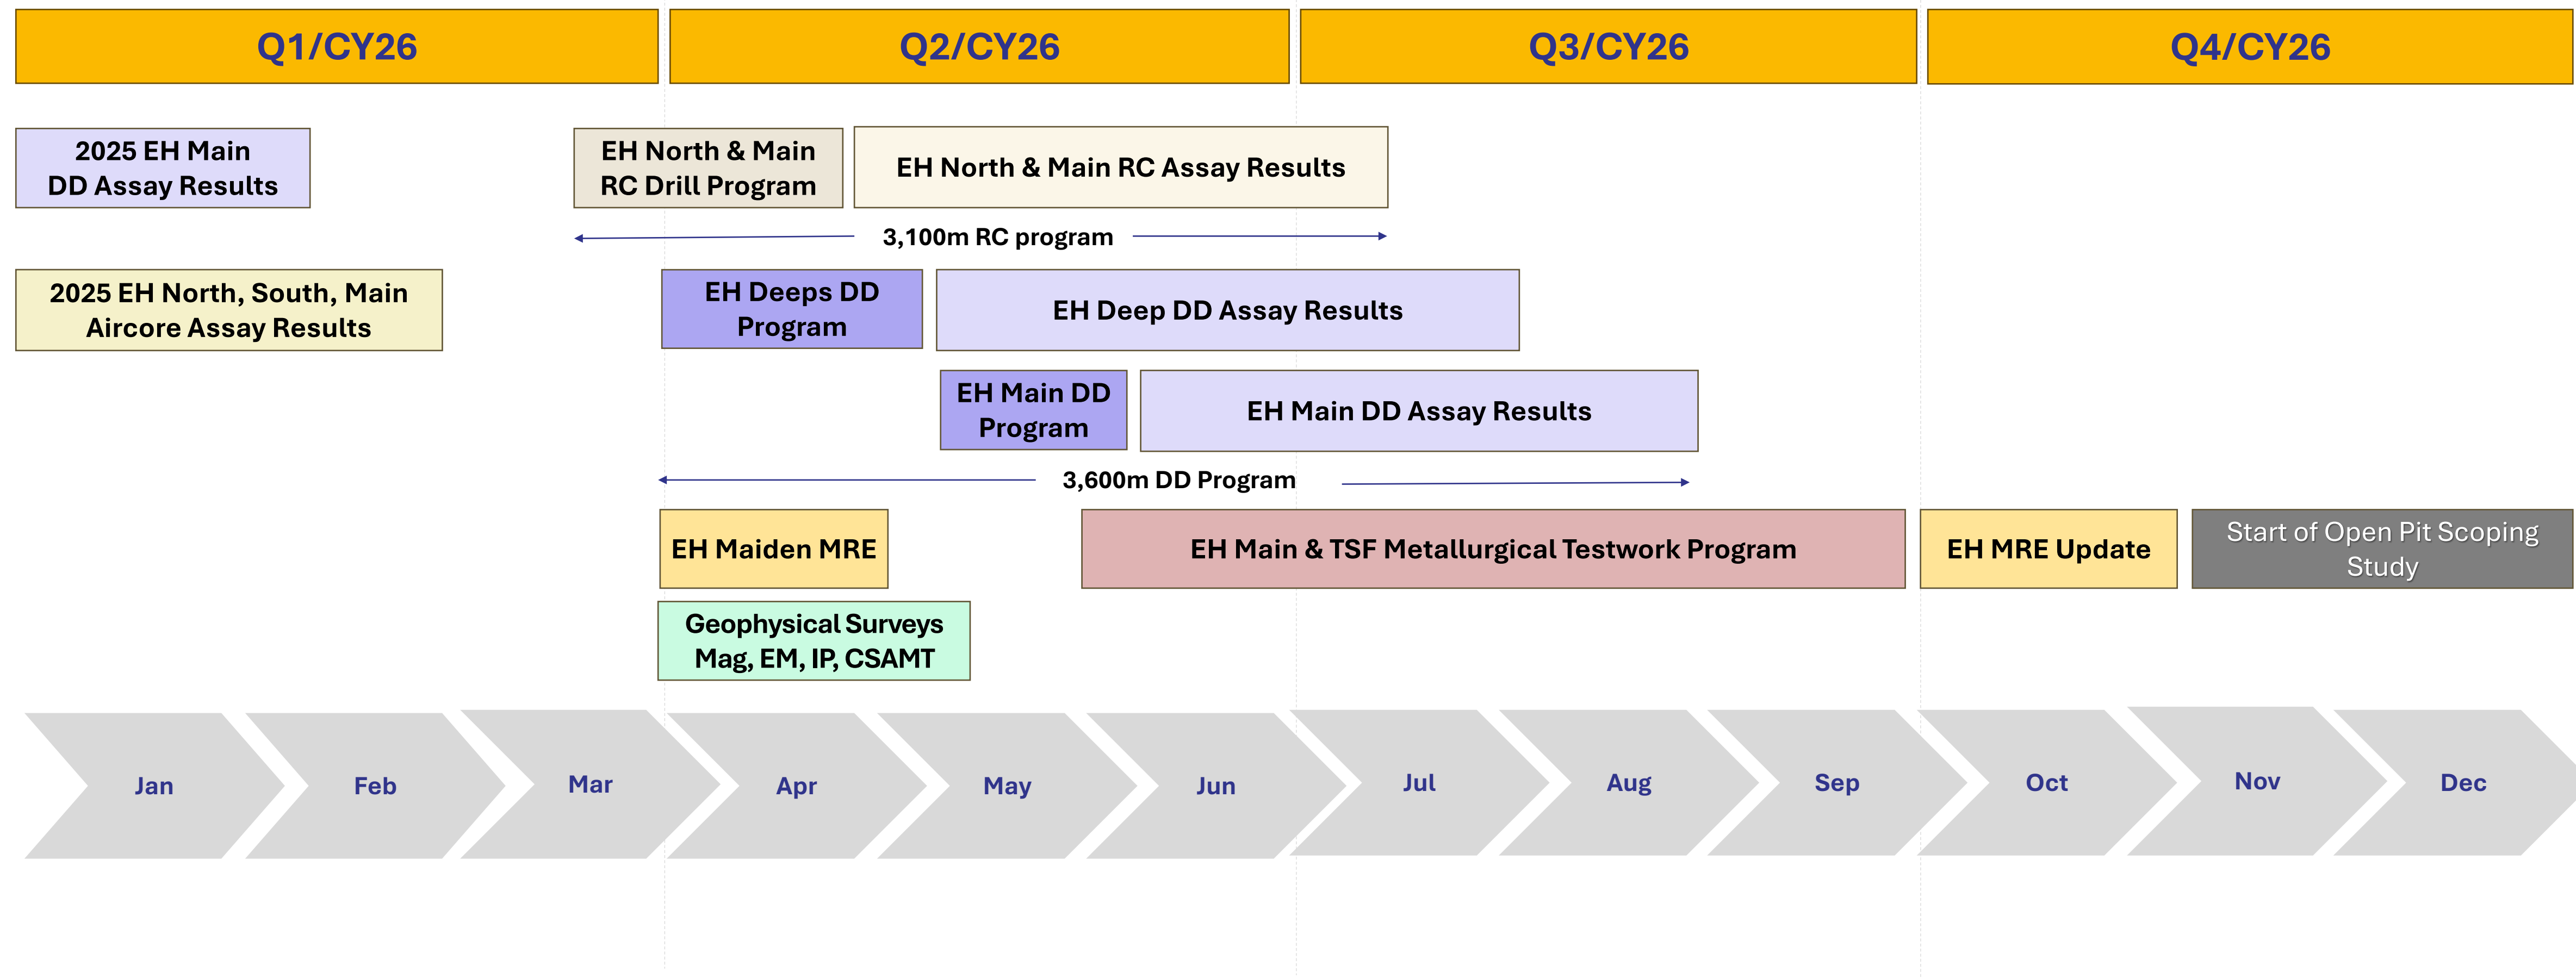 Q1/CY26
Q2/CY26
Q3/CY26
Q4/CY26
2025 EH Main
DD Assay Results
EH North & Main
RC Drill Program
EH North & Main RC Assay Results
3,100m RC program
2025 EH North, South, Main
Aircore Assay Results
EH Deeps DD
Program
EH Deep DD Assay Results
EH Main DD
Program
EH Main DD Assay Results
3,600m DD Program
EH Maiden MRE
EH Main & TSF Metallurgical Testwork Program
EH MRE Update
Start of Open Pit Scoping
Study
Geophysical Surveys
Mag, EM, IP, CSAMT
Jan
Feb
Mar
Apr
May
Jun
Jul
Aug
Sep
Oct
Nov
Dec